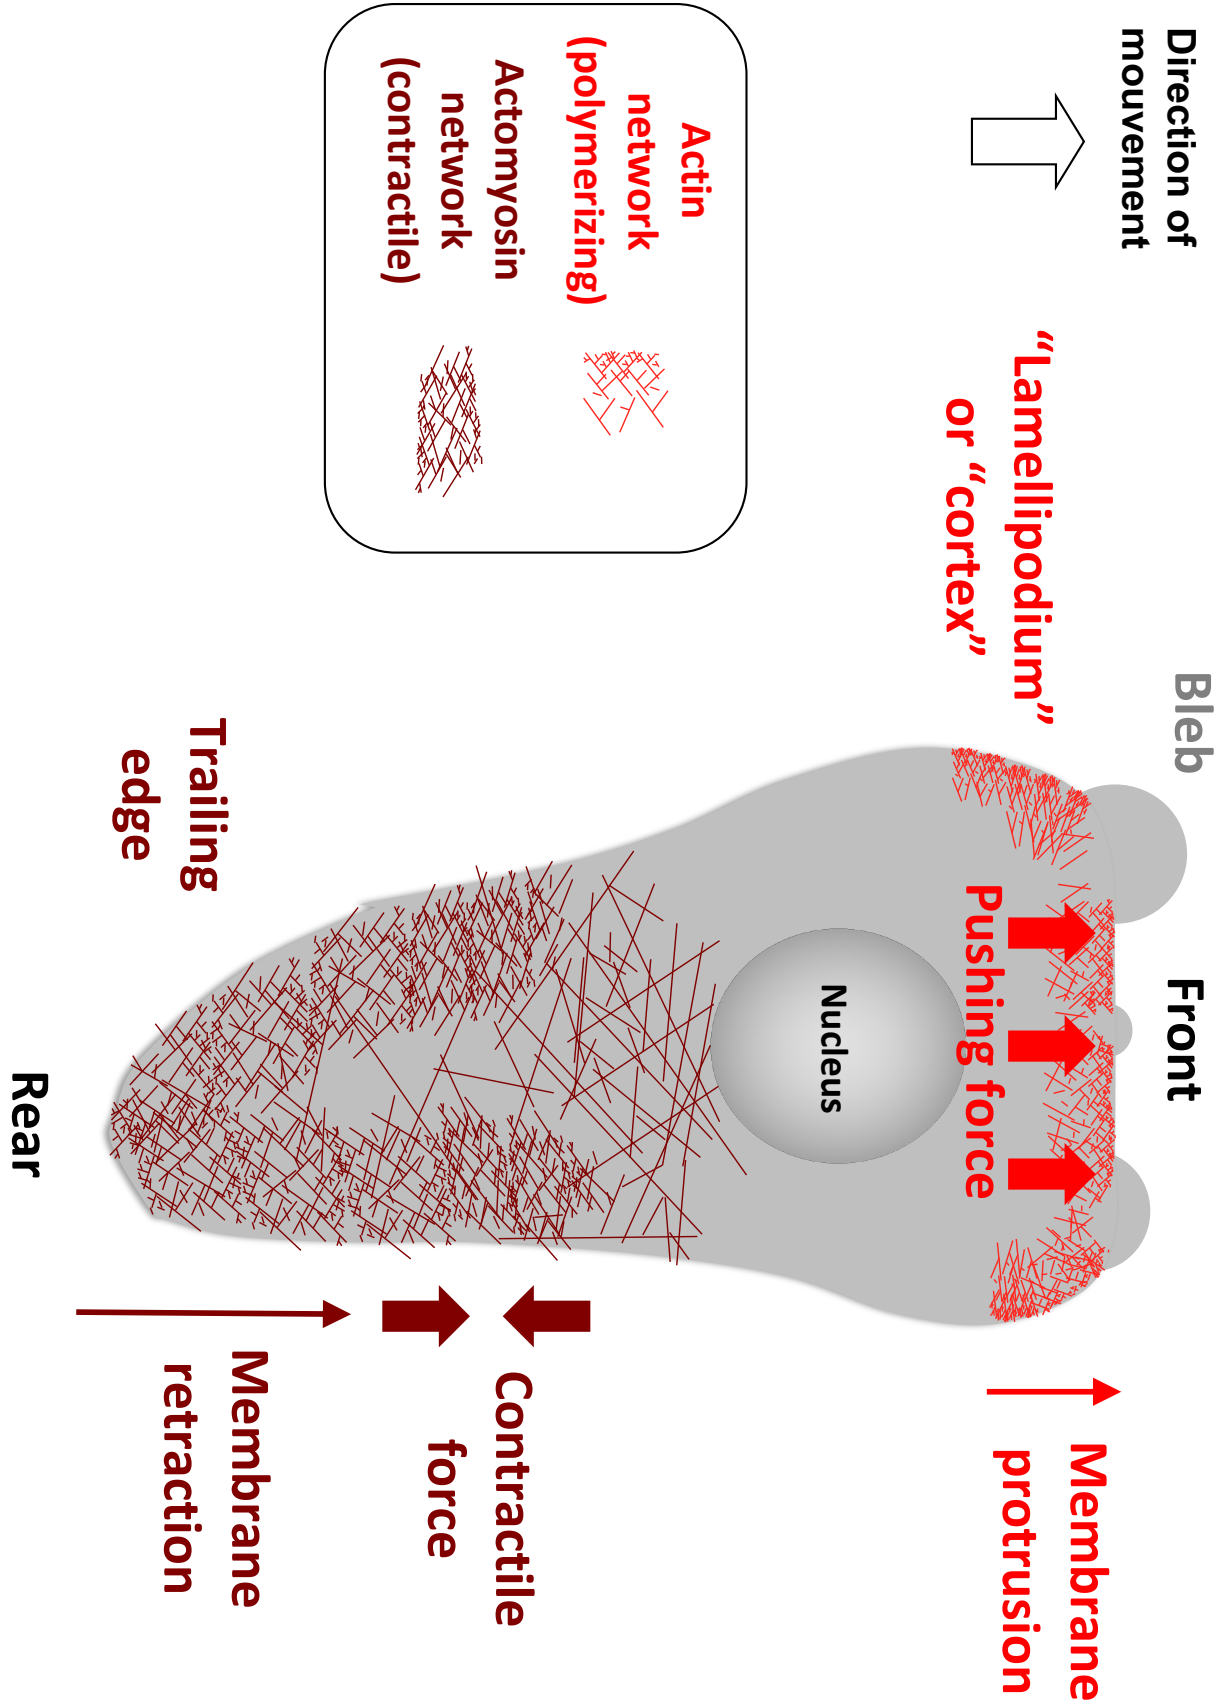 Direction of
mouvement
“Lamellipodium”
or “cortex”
Bleb
Front
Pushing force
Nucleus
Membrane
protrusion
Actin
network
(polymerizing)
Actomyosin
network
(contractile)
Contractile
force
Trailing
edge
Membrane
retraction
Rear